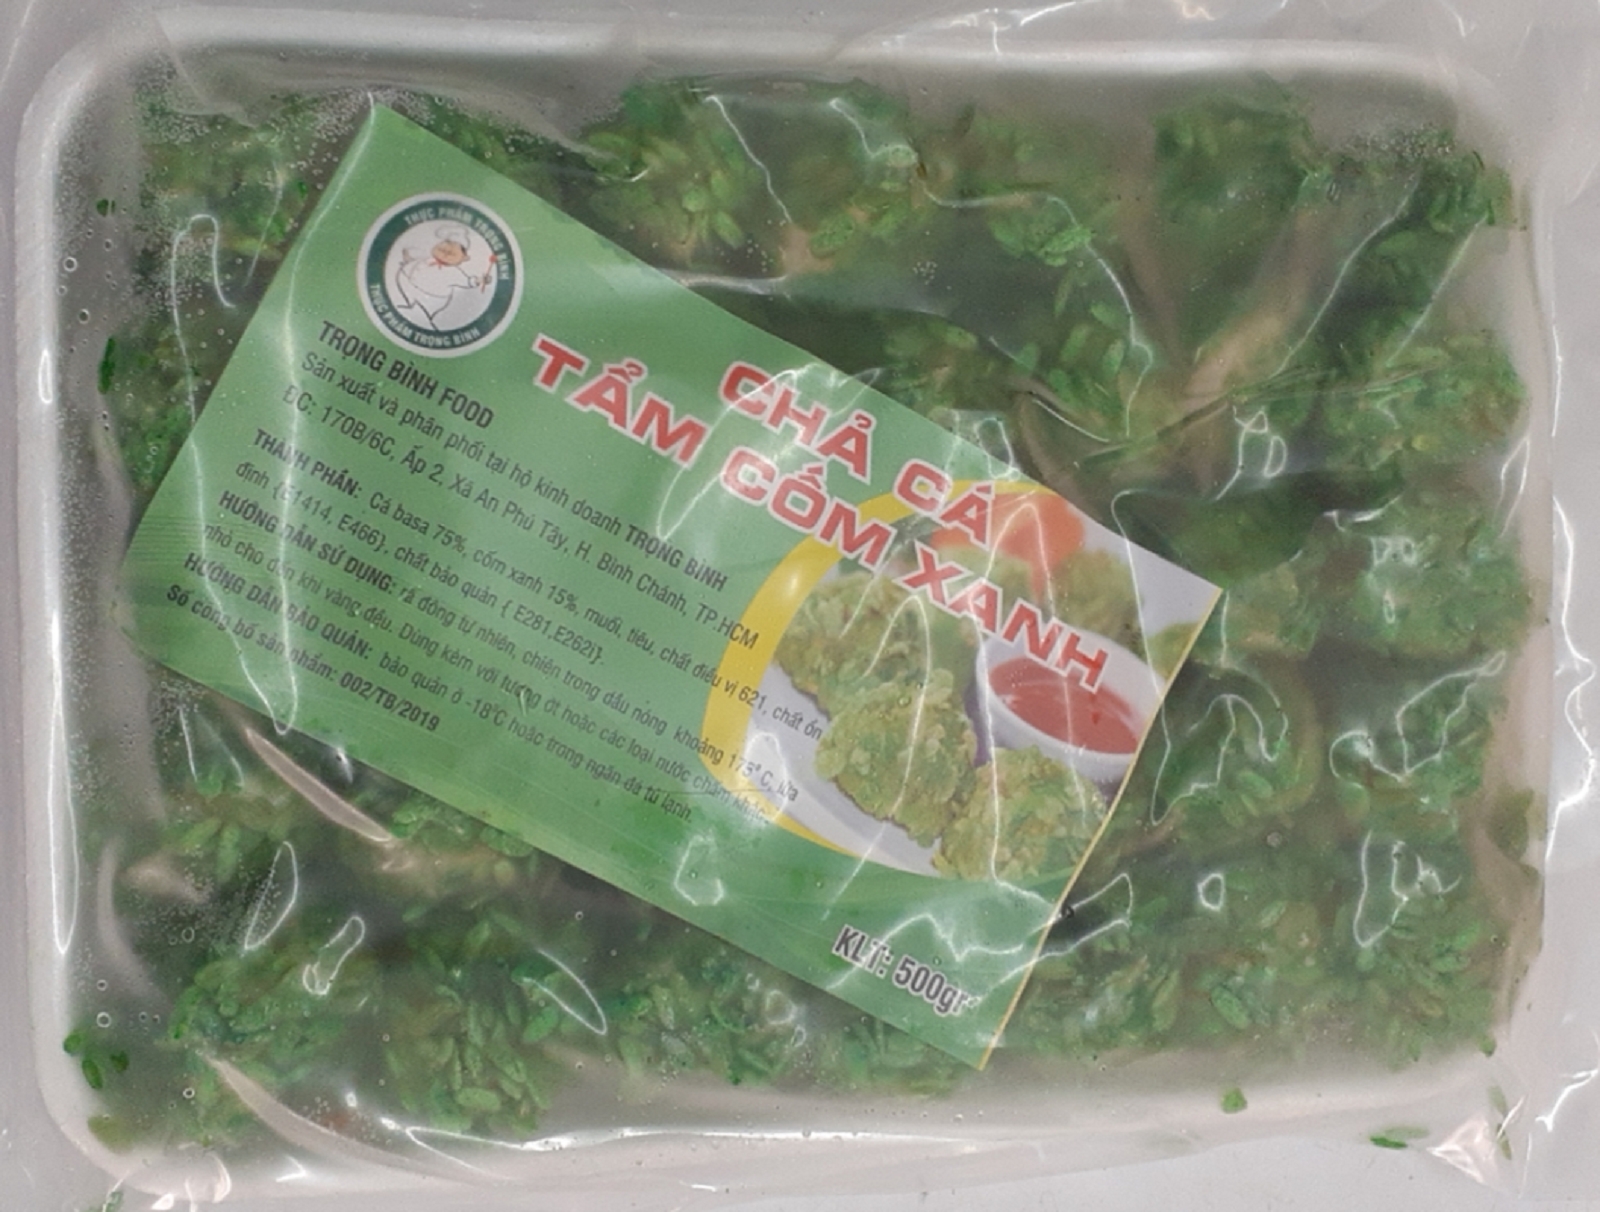 THỰC PHẨM TRỌNG BÌNH
THỰC PHẨM TRỌNG BÌNH
CHẢ CÁ
TẨM CỐM XANH
TRỌNG BÌNH FOOD
Sản xuất và phân phối tại hộ kinh doanh TRỌNG BÌNH
ĐC: 170B/6C, Ấp 2, Xã An Phú Tây, H. Bình Chánh, TP.HCM
THÀNH PHẦN: Cá basa 75%, cốm xanh 15%, muối, tiêu, chất điều vị 621, chất ổn
định {E1414, E466}, chất bảo quản { E281,E262i}.
HƯỚNG DẪN SỬ DỤNG: rã đông tự nhiên, chiên trong dầu nóng khoảng 175° C, lửa
nhỏ cho đến khi vàng đều. Dùng kèm với tương ớt hoặc các loại nước chấm khác.
HƯỚNG DẪN BẢO QUẢN: bảo quản ở -18°C hoặc trong ngăn đá tủ lạnh.
Số công bố sản phẩm: 002/TB/2019
KLT: 500gr